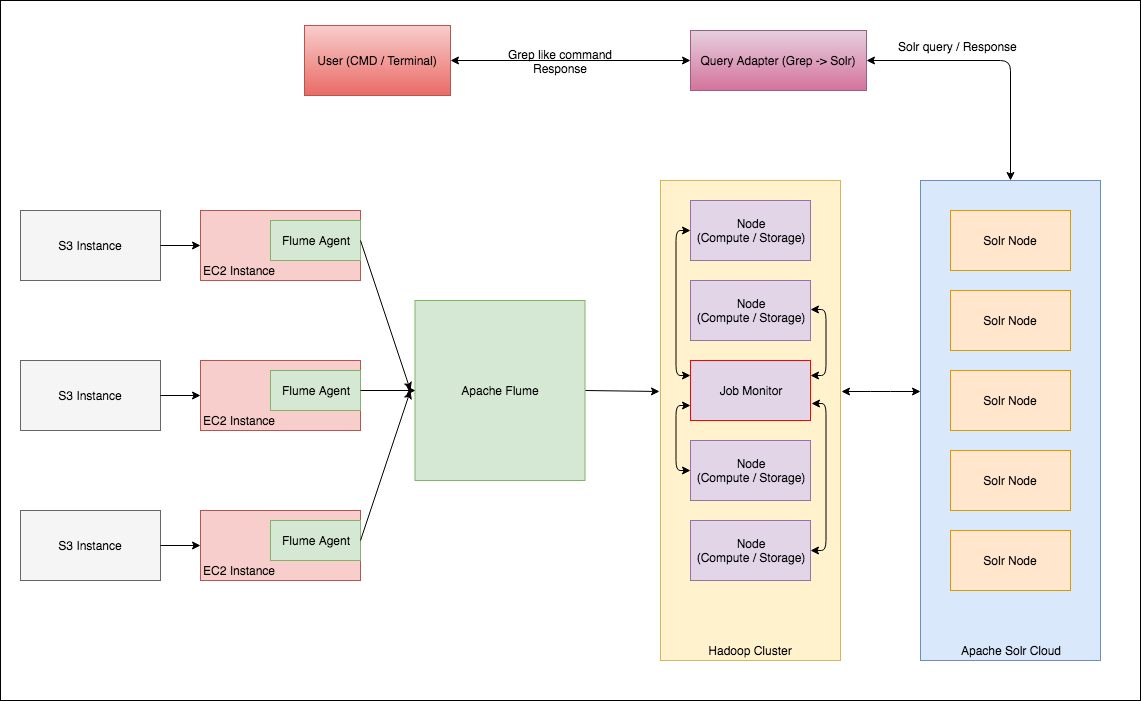 User (CMD / Terminal)
Grep like command
Response
Query Adapter (Grep -> Solr)
Solr query / Response
S3 Instance
Flume Agent
EC2 Instance
S3 Instance
Flume Agent
EC2 Instance
S3 Instance
Flume Agent
EC2 Instance
Apache Flume
Node
(Compute / Storage)
Node
(Compute / Storage)
Job Monitor
Node
(Compute / Storage)
Node
(Compute / Storage)
Hadoop Cluster
Solr Node
Solr Node
Solr Node
Solr Node
Solr Node
Apache Solr Cloud